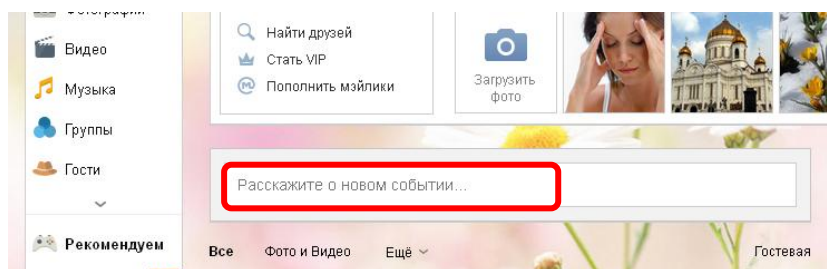 Фотографии
Видео
Музыка
Группы
Гости
Рекомендуем
Найти друзей
Стать VIP
Пополнить мэйлики
Загрузить
фото
Расскажите о новом событии...
Все Фото и Видео Ещё Гостевая